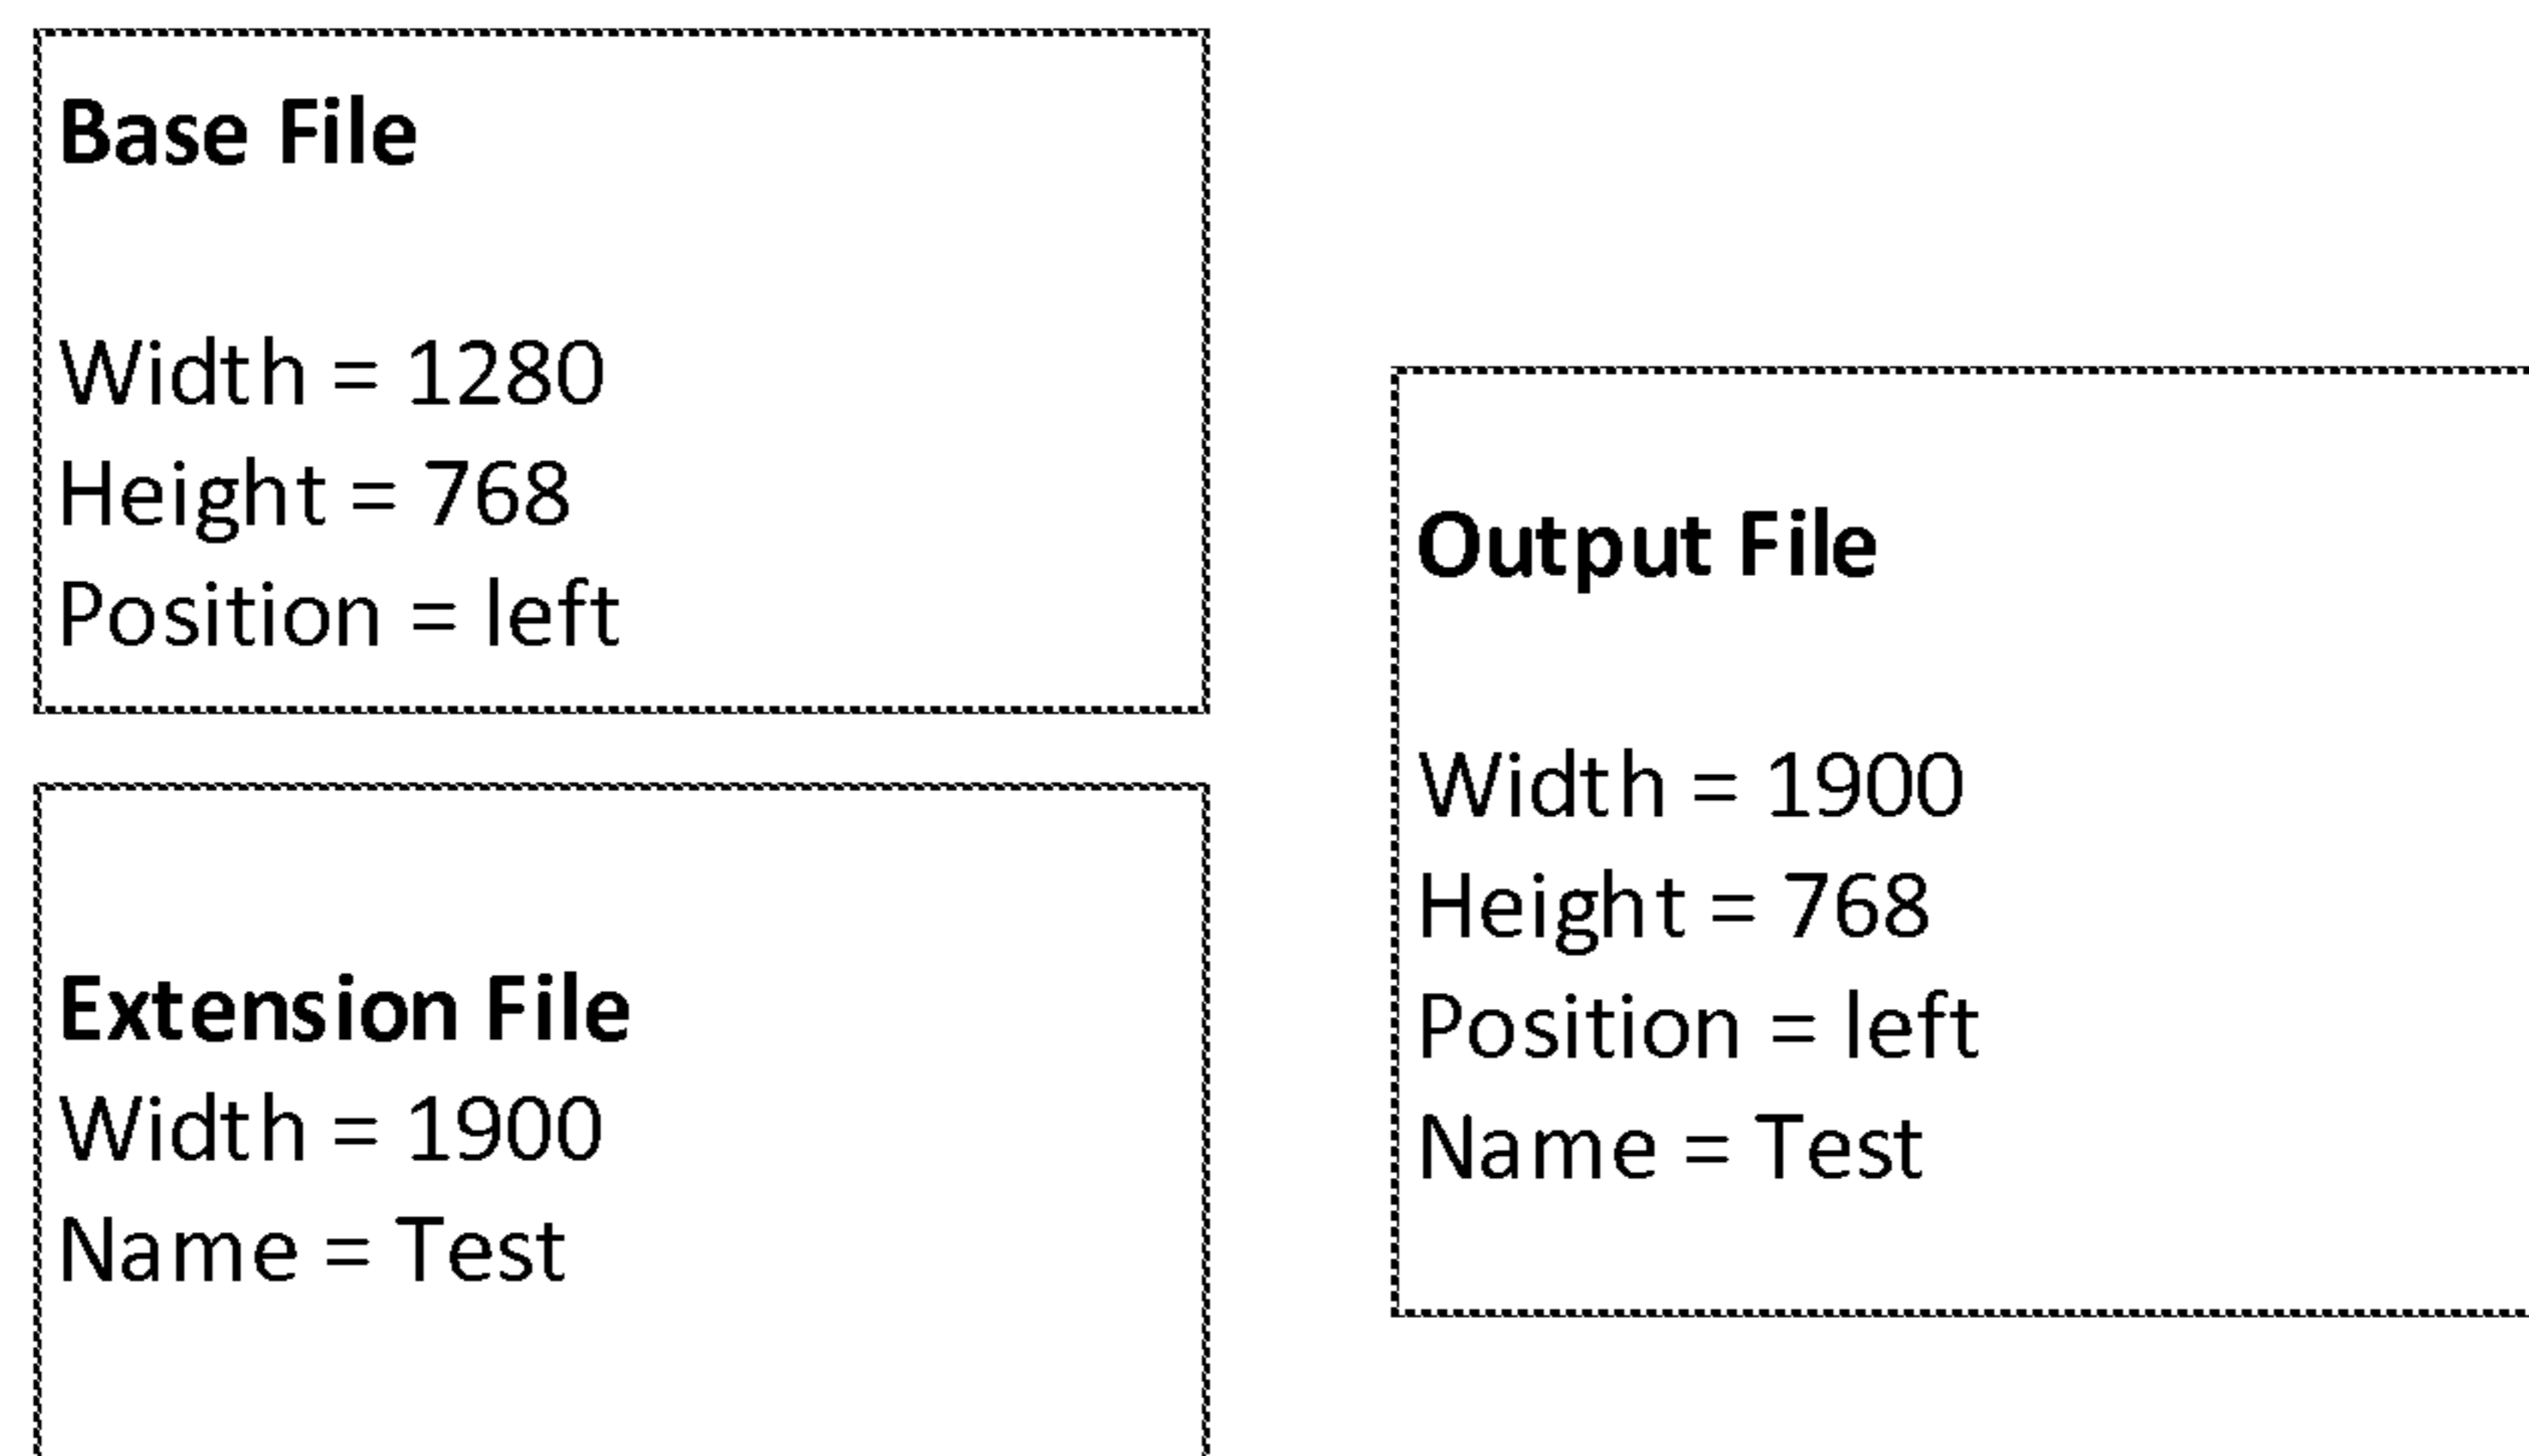 Base File
Width = 1280
Height = 768
Position = left
Extension File
Width = 1900
Name = Test
Output File
Width = 1900
Height = 768
Position = left
Name = Test